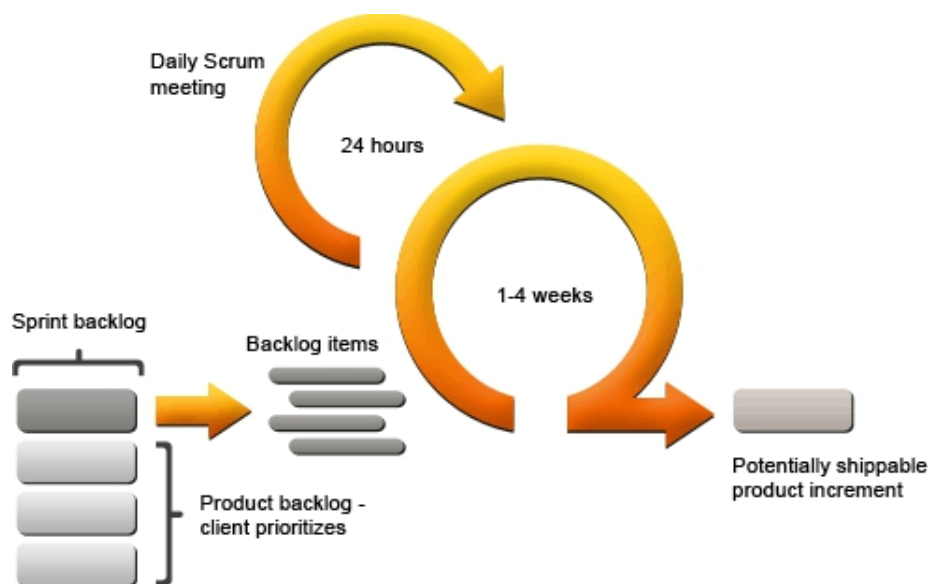 Daily Scrum
meeting
24 hours
1-4 weeks
Sprint backlog
Backlog items
Product backlog -
client prioritizes
Potentially shippable
product increment